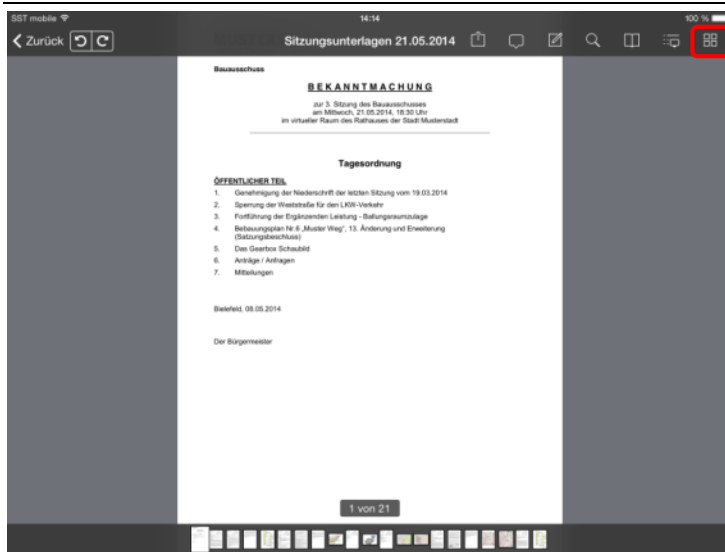 SST mobile 14:14 100 %
Zurück Sitzungsunterlagen 21.05.2014
Bauausschuss
BEKANNTMACHUNG
zur 3. Sitzung des Bauausschusses
am Mittwoch, 21.05.2014, 18:30 Uhr
im virtueller Raum des Rathauses der Stadt Musterstadt
Tagesordnung
ÖFFENTLICHER TEIL
1. Genehmigung der Niederschrift der letzten Sitzung vom 19.03.2014
2. Sperrung der Weststraße für den LKW-Verkehr
3. Fortführung der Ergänzenden Leistung - Ballungsraumzulage
4. Bebauungsplan Nr.6 „Muster Weg", 13. Änderung und Erweiterung
(Satzungsbeschluss)
5. Das Gearbox Schaubild
6. Anträge / Anfragen
7. Mitteilungen
Bielefeld, 08.05.2014
Der Bürgermeister
1 von 21